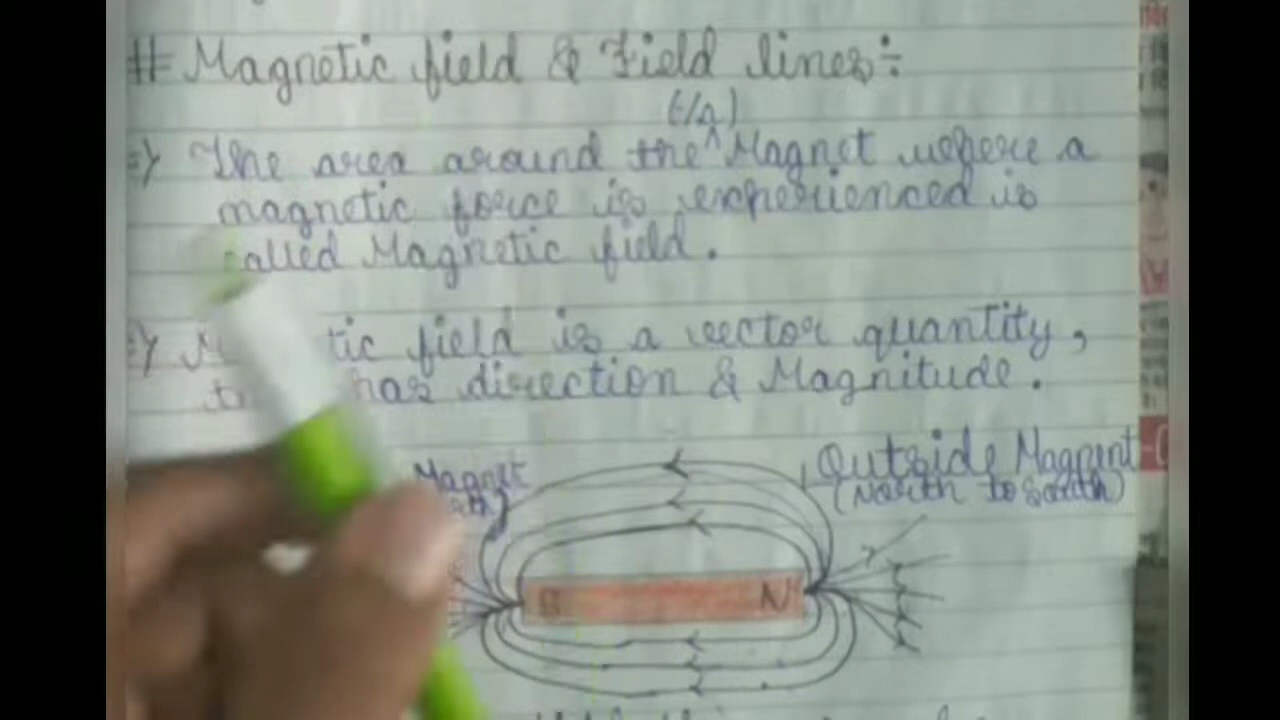 # Magnetic field & Field lines÷
(-/a)
=> The area around the ^ Magnet where a
magnetic force is experienced is
called Magnetic field.
=> tic field is a vector quantity,
has direction & Magnitude.
Magnet
Outside Magnent
(North to South)
S N